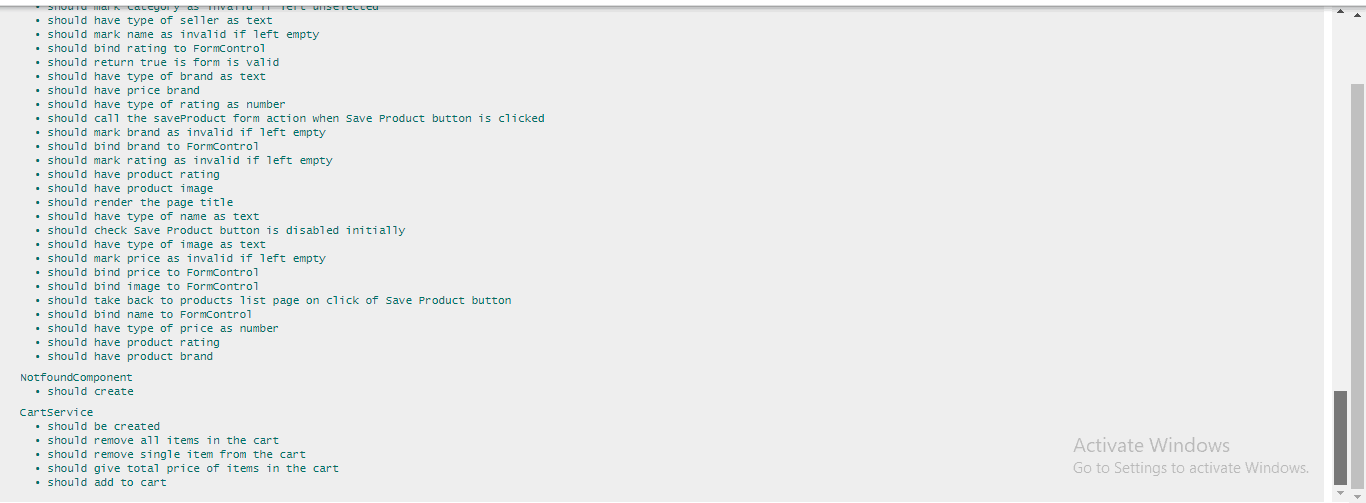 should mark Category as invalid if left unselected
• should have type of seller as text
• should mark name as invalid if left empty
• should bind rating to FormControl
• should return true is form is valid
• should have type of brand as text
• should have price brand
• should have type of rating as number
• should call the saveProduct form action when Save Product button is clicked
• should mark brand as invalid if left empty
• should bind brand to FormControl
• should mark rating as invalid if left empty
• should have product rating
• should have product image
• should render the page title
• should have type of name as text
• should check Save Product button is disabled initially
• should have type of image as text
• should mark price as invalid if left empty
• should bind price to FormControl
• should bind image to FormControl
• should take back to products list page on click of Save Product button
• should bind name to FormControl
• should have type of price as number
• should have product rating
• should have product brand
NotfoundComponent
• should create
CartService
• should be created
• should remove all items in the cart
• should remove single item from the cart
• should give total price of items in the cart
• should add to cart
Activate Windows
Go to Settings to activate Windows.